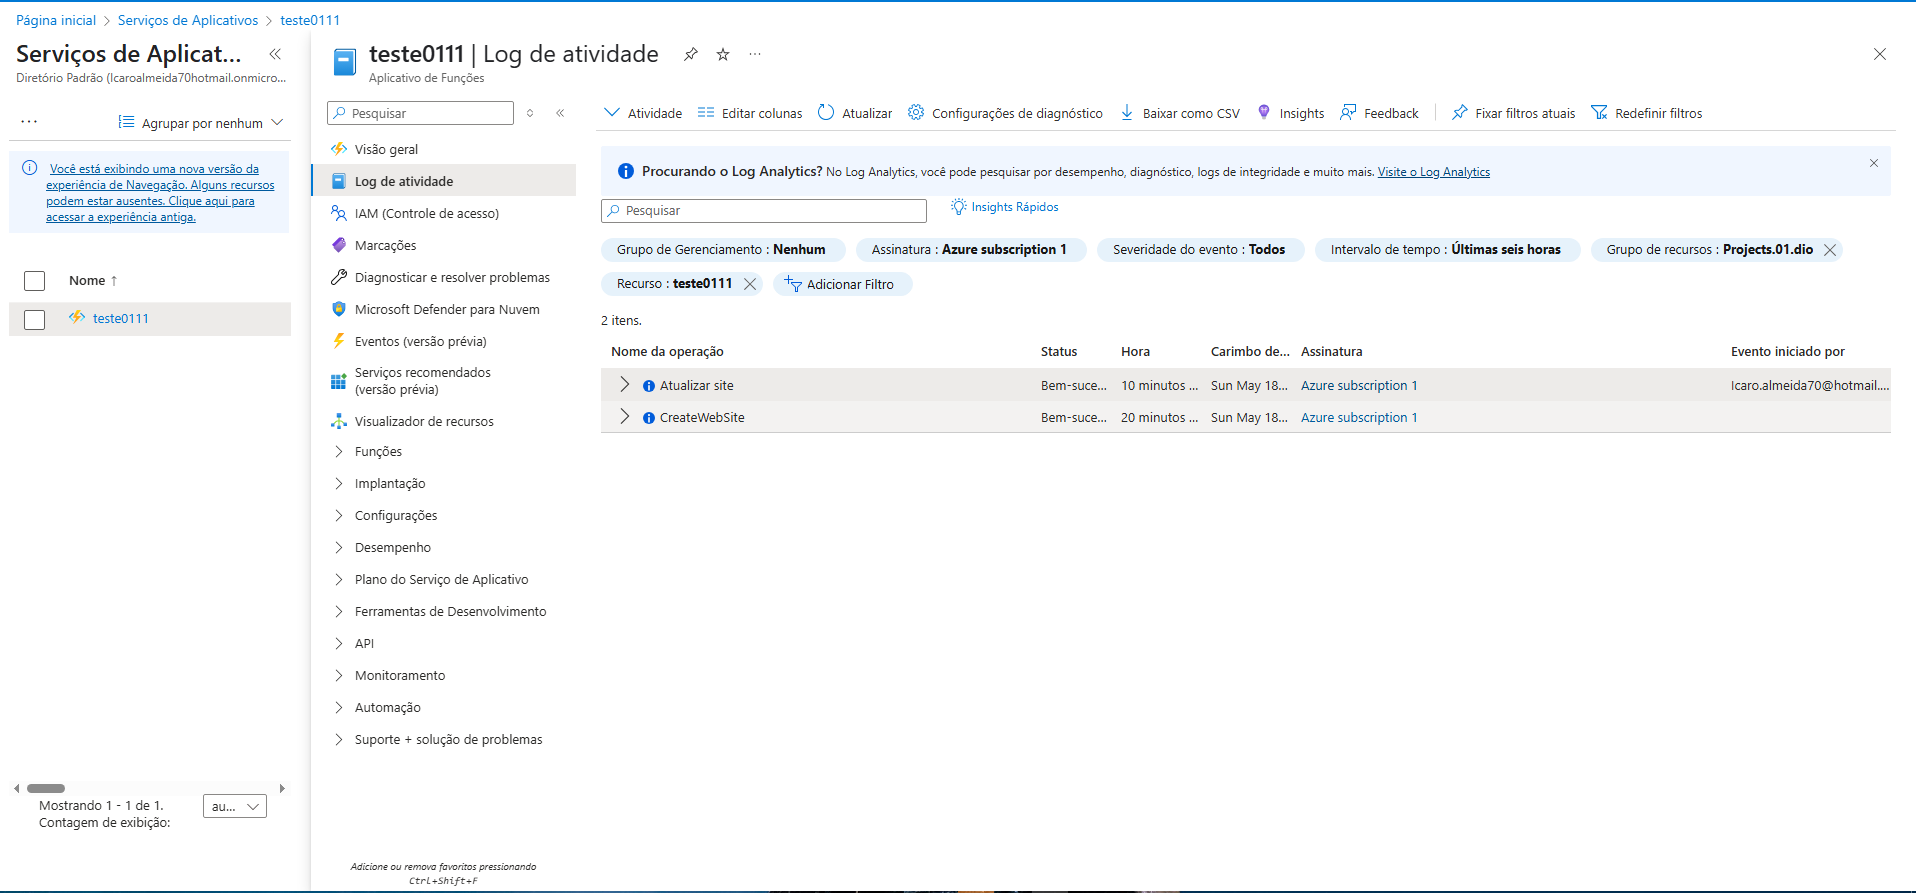 Página inicial > Serviços de Aplicativos > teste0111
Serviços de Aplicat...
Diretório Padrão (Icaroalmeida70hotmail.onmicro...
... Agrupar por nenhum
Você está exibindo uma nova versão da
experiência de Navegação. Alguns recursos
podem estar ausentes. Clique aqui para
acessar a experiência antiga.
Nome ↑
teste0111
Mostrando 1 - 1 de 1.
Contagem de exibição:
au...
teste0111 | Log de atividade
Aplicativo de Funções
Pesquisar
Visão geral
Log de atividade
IAM (Controle de acesso)
Marcações
Diagnosticar e resolver problemas
Microsoft Defender para Nuvem
Eventos (versão prévia)
Serviços recomendados
(versão prévia)
Visualizador de recursos
Funções
Implantação
Configurações
Desempenho
Plano do Serviço de Aplicativo
Ferramentas de Desenvolvimento
API
Monitoramento
Automação
Suporte + solução de problemas
Adicione ou remova favoritos pressionando
Ctrl+Shift+F
Atividade Editar colunas Atualizar Configurações de diagnóstico Baixar como CSV Insights Feedback Fixar filtros atuais Redefinir filtros
Procurando o Log Analytics? No Log Analytics, você pode pesquisar por desempenho, diagnóstico, logs de integridade e muito mais. Visite o Log Analytics
Pesquisar Insights Rápidos
Grupo de Gerenciamento : Nenhum Assinatura : Azure subscription 1 Severidade do evento : Todos Intervalo de tempo : Últimas seis horas Grupo de recursos : Projects.01.dio
Recurso : teste0111 Adicionar Filtro
2 itens.
Nome da operação Status Hora Carimbo de... Assinatura Evento iniciado por
Atualizar site Bem-suce... 10 minutos ... Sun May 18... Azure subscription 1 Icaro.almeida70@hotmail....
CreateWebSite Bem-suce... 20 minutos ... Sun May 18... Azure subscription 1